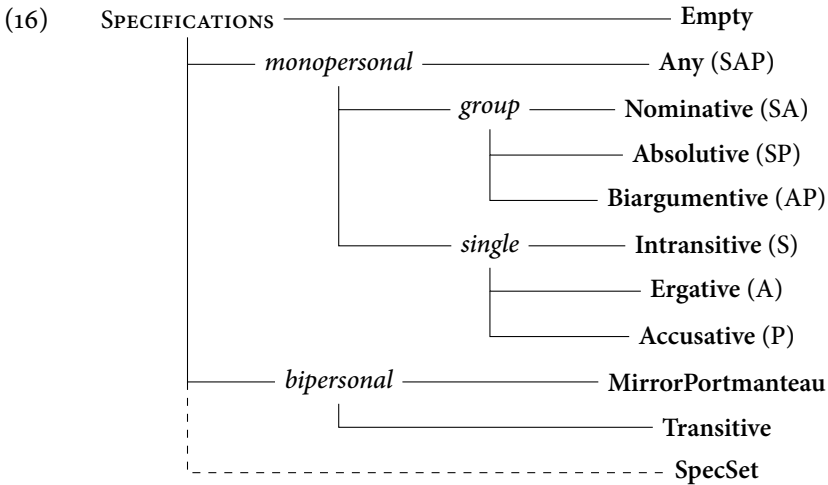 (16) SPECIFICATIONS Empty
monopersonal Any (SAP)
group Nominative (SA)
Absolutive (SP)
Biargumentive (AP)
single Intransitive (S)
Ergative (A)
Accusative (P)
bipersonal MirrorPortmanteau
Transitive
SpecSet